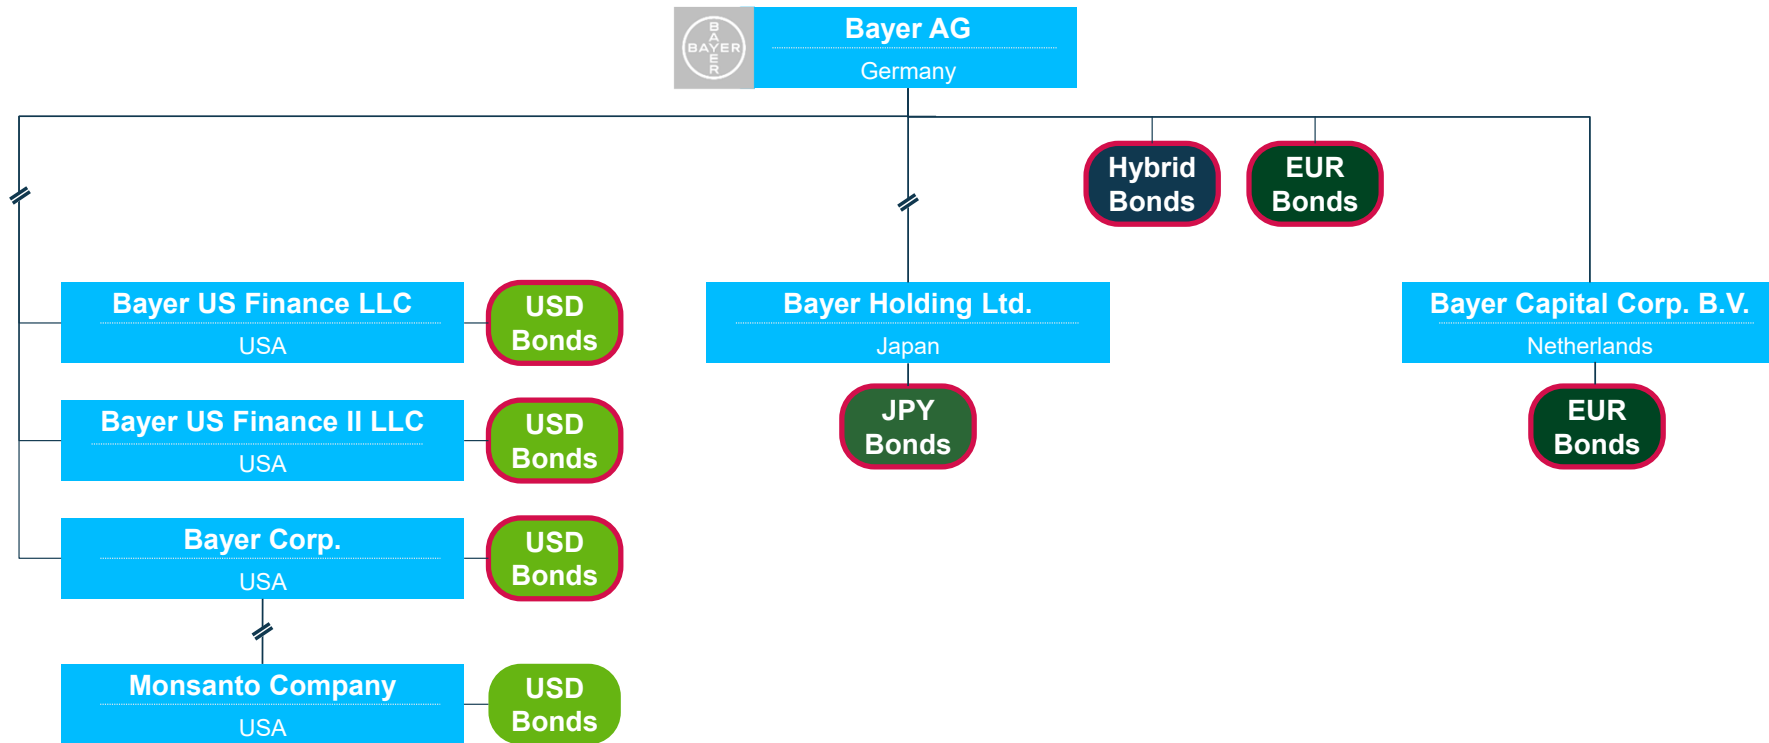 BAYER
BAYER
Bayer AG
Germany
Hybrid
Bonds
EUR
Bonds
Bayer US Finance LLC
USA
USD
Bonds
Bayer Holding Ltd.
Japan
JPY
Bonds
Bayer Capital Corp. B.V.
Netherlands
EUR
Bonds
Bayer US Finance II LLC
USA
USD
Bonds
Bayer Corp.
USA
USD
Bonds
Monsanto Company
USA
USD
Bonds